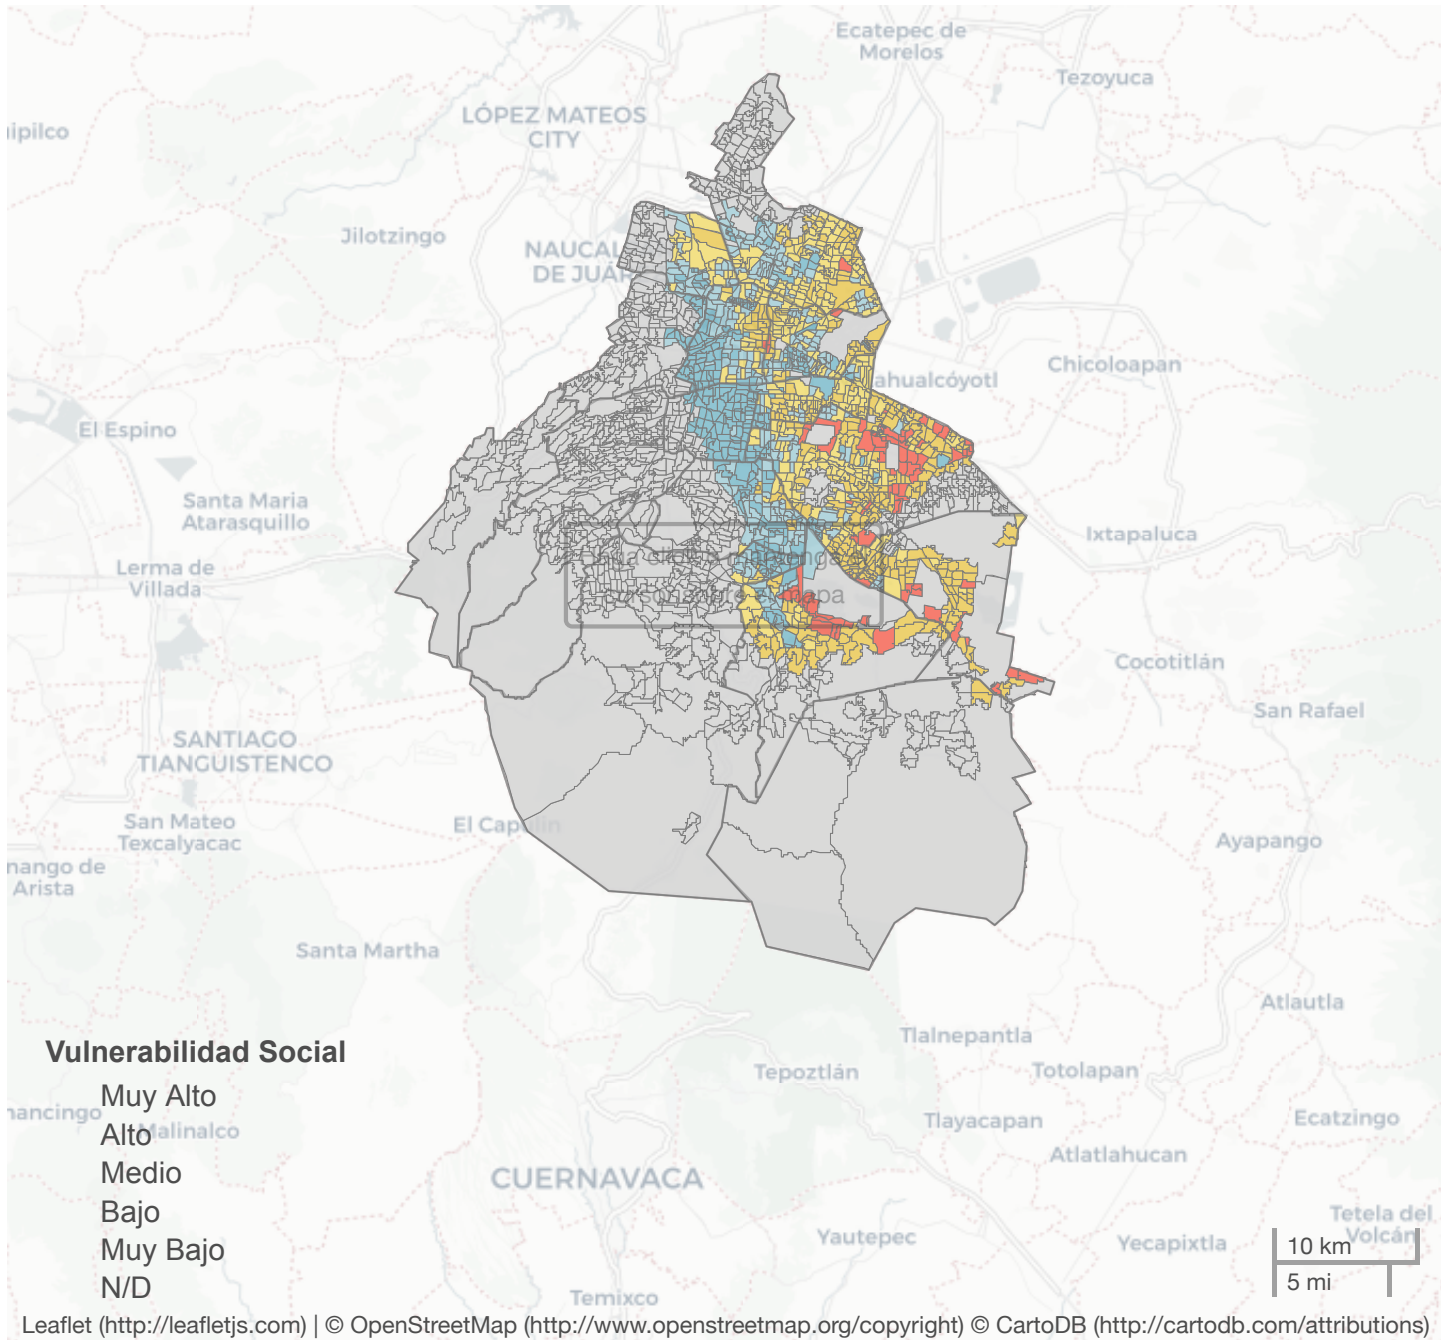 Ecatepec de
Morelos
Tezoyuca
LÓPEZ MATEOS
CITY
ipilco
Jilotzingo
NAUCAL
DE JUÁR
Chicoloapan
ahualcóyotl
El Espino
Santa Maria
Atarasquillo
Ixtapaluca
Lerma de
Villada
Cocotitlán
San Rafael
SANTIAGO
TIANGUISTENCO
San Mateo
Texcalyacac
El Capulín
Ayapango
nango de
Arista
Santa Martha
Atlautla
Tlalnepantla
Tepoztlán
Totolapan
Vulnerabilidad Social
Muy Alto
Alto
Medio
Bajo
Muy Bajo
N/D
nancingo
Malinalco
Tlayacapan
Ecatzingo
Atlatlahucan
CUERNAVACA
Tetela del
Volcán
Yautepec
Yecapixtla
10 km
5 mi
Temixco
Leaflet (http://leafletjs.com) | © OpenStreetMap (http://www.openstreetmap.org/copyright) © CartoDB (http://cartodb.com/attributions)